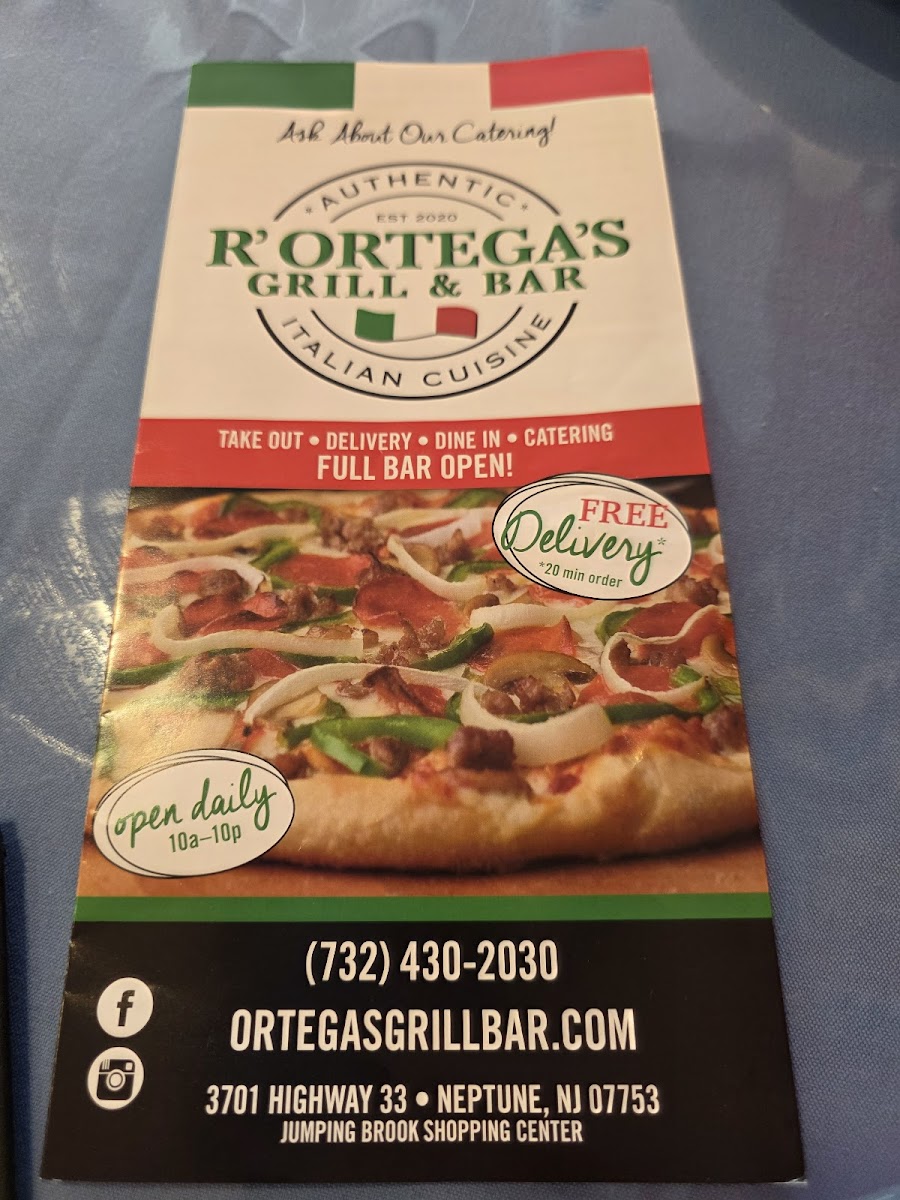 Ask About Our Catering!
• AUTHENTIC •
EST 2020
R'ORTEGA'S
GRILL & BAR
ITALIAN CUISINE
TAKE OUT • DELIVERY • DINE IN • CATERING
FULL BAR OPEN!
FREE
Delivery*
*20 min order
open daily
10a–10p
(732) 430-2030
f
ORTEGASGRILLBAR.COM
3701 HIGHWAY 33 • NEPTUNE, NJ 07753
JUMPING BROOK SHOPPING CENTER